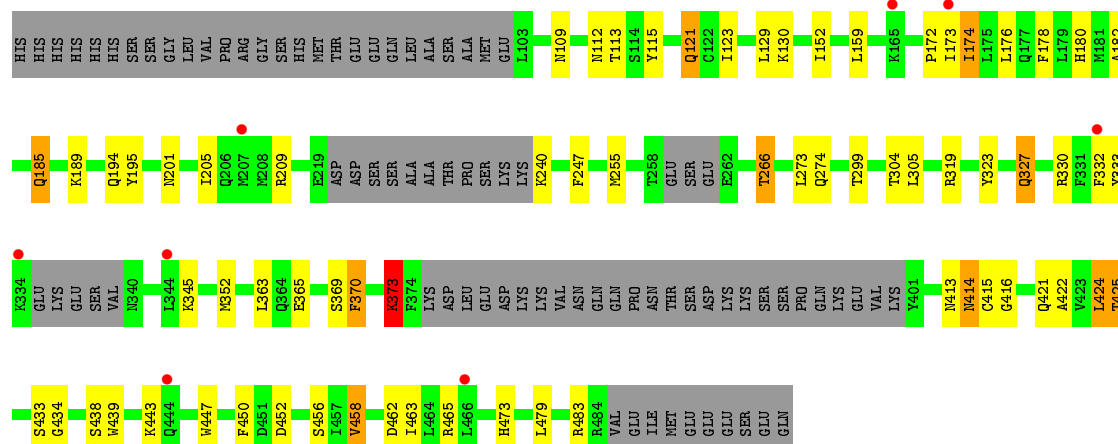 HIS HIS HIS HIS HIS HIS SER SER GLY LEU VAL PRO ARG GLY SER HIS MET THR GLU GLU GLN LEU ALA SER ALA MET GLU L103 N109 N112 T113 S114 Y115 Q121 C122 I123 L129 K130 I152 L159 K165 P172 I173 I174 L175 L176 Q177 F178 L179 H180 M181 A182
Q185 K189 Q194 Y195 N201 I205 Q206 M207 M208 R209 E219 ASP ASP SER SER ALA ALA THR PRO SER LYS LYS K240 F247 M255 T258 GLU SER GLU E262 T266 L273 Q274 T299 T304 L305 R319 Y323 Q327 R330 F331 F332 Y333
K334 GLU LYS GLU SER VAL N340 L344 K345 M352 L363 Q364 E365 S369 F370 K373 F374 LYS ASP LEU GLU ASP LYS LYS VAL ASN GLN GLN PRO ASN THR SER ASP LYS LYS SER SER PRO GLN LYS GLU VAL LYS Y401 N413 N414 C415 G416 Q421 A422 V423 L424
S433 G434 S438 W439 K443 Q444 W447 F450 D451 D452 S456 I457 V458 D462 I463 L464 R465 L466 H473 L479 R483 R484 VAL GLU ILE MET GLU GLU GLU SER GLU GLN